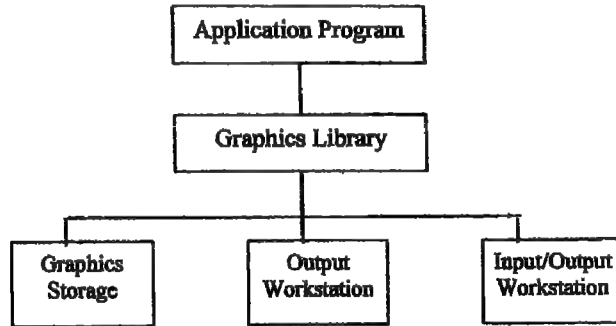 Application Program
Graphics Library
Graphics
Storage
Output
Workstation
Input/Output
Workstation